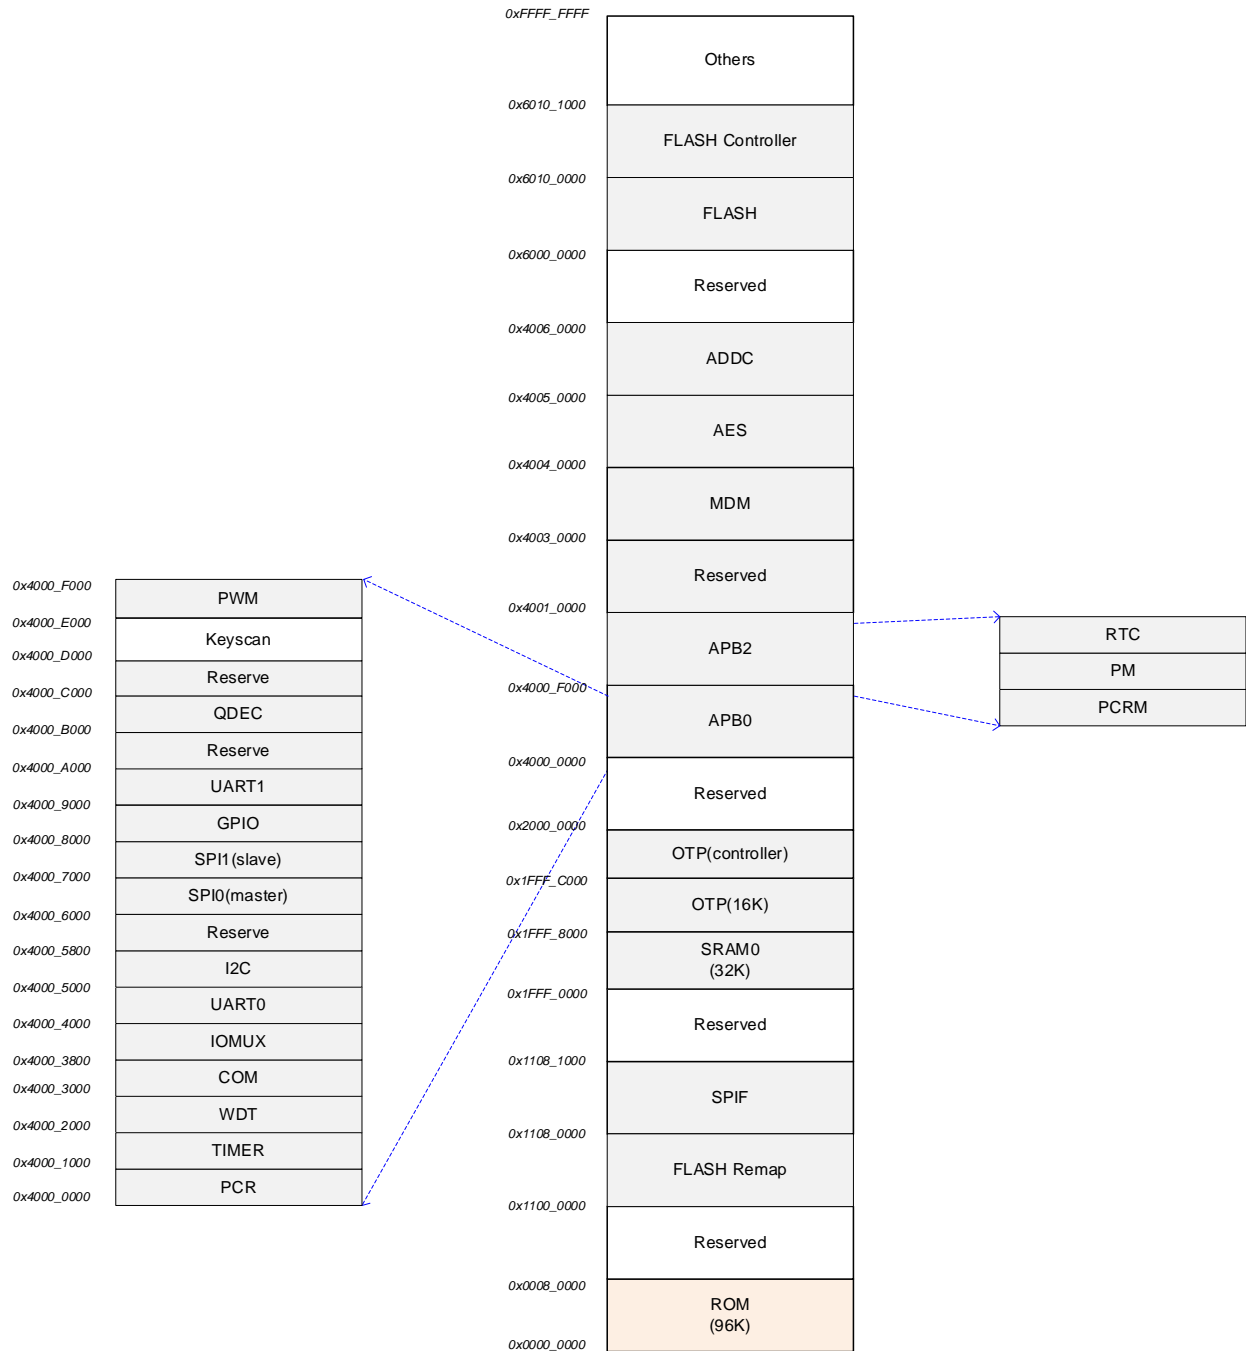 0xFFFF_FFFF
Others
0x6010_1000
FLASH Controller
0x6010_0000
FLASH
0x6000_0000
Reserved
0x4006_0000
ADDC
0x4005_0000
AES
0x4004_0000
MDM
0x4003_0000
Reserved
0x4001_0000
APB2
0x4000_F000
APB0
0x4000_0000
Reserved
0x2000_0000
OTP(controller)
0x1FFF_C000
OTP(16K)
0x1FFF_8000
SRAM0
(32K)
0x1FFF_0000
Reserved
0x1108_1000
SPIF
0x1108_0000
FLASH Remap
0x1100_0000
Reserved
0x0008_0000
ROM
(96K)
0x0000_0000
0x4000_F000
PWM
0x4000_E000
Keyscan
0x4000_D000
Reserve
0x4000_C000
QDEC
0x4000_B000
Reserve
0x4000_A000
UART1
0x4000_9000
GPIO
0x4000_8000
SPI1(slave)
0x4000_7000
SPI0(master)
0x4000_6000
Reserve
0x4000_5800
I2C
0x4000_5000
UART0
0x4000_4000
IOMUX
0x4000_3800
COM
0x4000_3000
WDT
0x4000_2000
TIMER
0x4000_1000
PCR
0x4000_0000
RTC
PM
PCRM